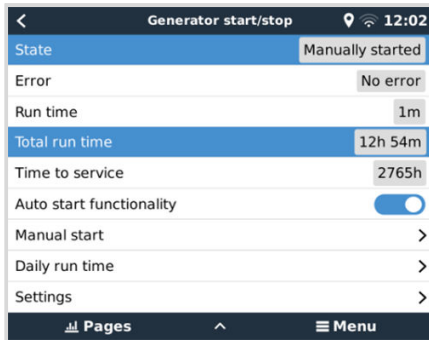 Generator start/stop 12:02
State Manually started
Error No error
Run time 1m
Total run time 12h 54m
Time to service 2765h
Auto start functionality
Manual start
Daily run time
Settings
Pages Menu